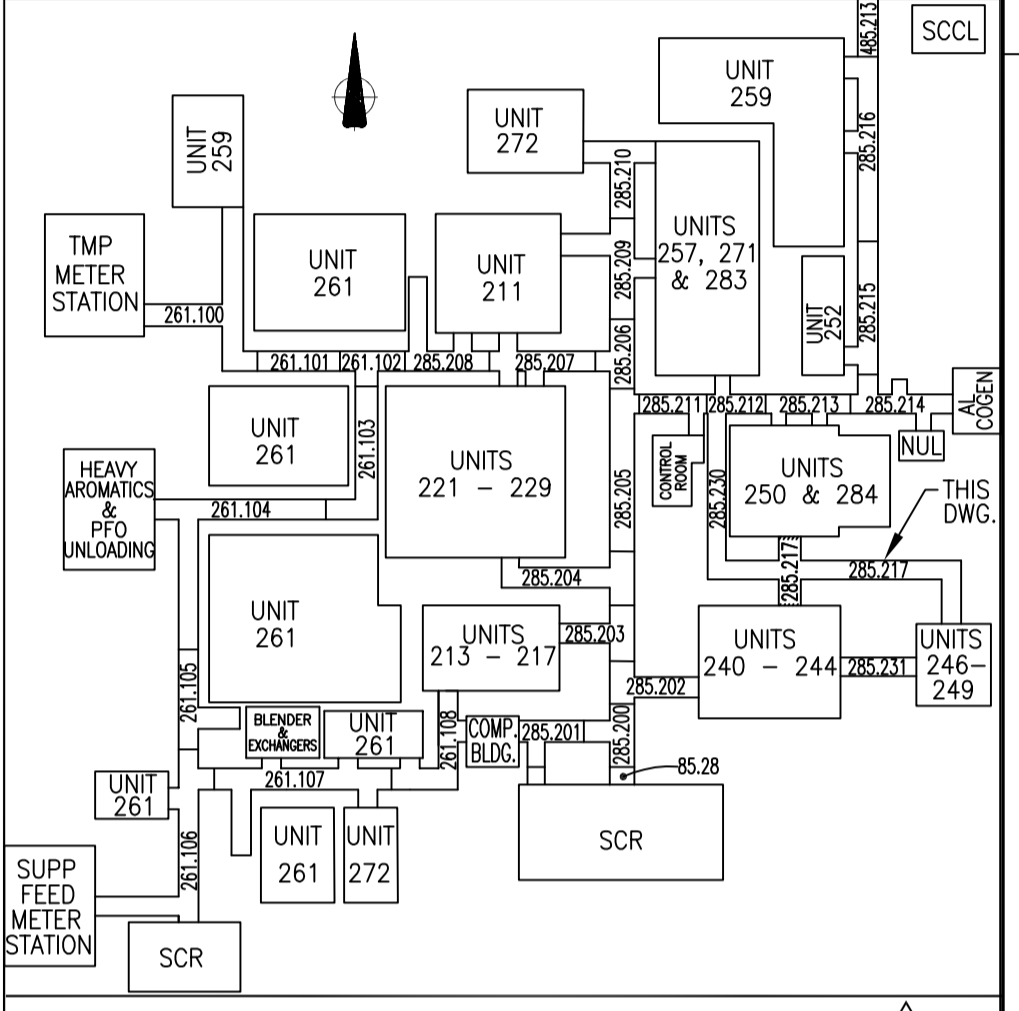 485.213
SCCL
UNIT
259
UNIT
272
UNIT
259
285.216
285.210
UNITS
257, 271
& 283
TMP
METER
STATION
UNIT
261
UNIT
211
285.209
UNIT
252
285.215
261.100
285.206
261.101
261.102
285.208
285.207
285.211
285.212
285.213
285.214
AL
COGEN
UNIT
261
261.103
UNITS
221 - 229
285.205
CONTROL
ROOM
285.230
UNITS
250 & 284
NUL
HEAVY
AROMATICS
&
PFO
UNLOADING
261.104
THIS
DWG.
285.217
285.217
285.204
UNIT
261
UNITS
213 - 217
285.203
UNITS
240 - 244
285.231
UNITS
246-
249
261.105
285.202
BLENDER
&
EXCHANGERS
UNIT
261
261.108
COMP.
BLDG.
285.201
285.200
85.28
UNIT
261
261.107
UNIT
261
UNIT
272
SCR
261.106
SUPP
FEED
METER
STATION
SCR